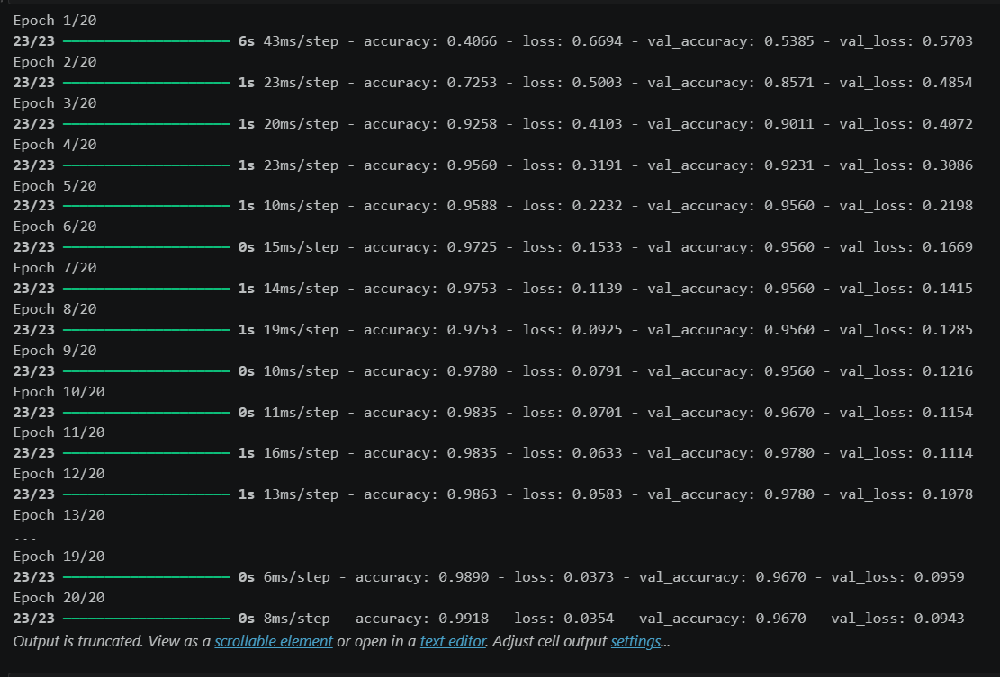 Epoch 1/20
23/23 ━━━━━━━━━━━━━━━━━━━━ 6s 43ms/step - accuracy: 0.4066 - loss: 0.6694 - val_accuracy: 0.5385 - val_loss: 0.5703
Epoch 2/20
23/23 ━━━━━━━━━━━━━━━━━━━━ 1s 23ms/step - accuracy: 0.7253 - loss: 0.5003 - val_accuracy: 0.8571 - val_loss: 0.4854
Epoch 3/20
23/23 ━━━━━━━━━━━━━━━━━━━━ 1s 20ms/step - accuracy: 0.9258 - loss: 0.4103 - val_accuracy: 0.9011 - val_loss: 0.4072
Epoch 4/20
23/23 ━━━━━━━━━━━━━━━━━━━━ 1s 23ms/step - accuracy: 0.9560 - loss: 0.3191 - val_accuracy: 0.9231 - val_loss: 0.3086
Epoch 5/20
23/23 ━━━━━━━━━━━━━━━━━━━━ 1s 10ms/step - accuracy: 0.9588 - loss: 0.2232 - val_accuracy: 0.9560 - val_loss: 0.2198
Epoch 6/20
23/23 ━━━━━━━━━━━━━━━━━━━━ 0s 15ms/step - accuracy: 0.9725 - loss: 0.1533 - val_accuracy: 0.9560 - val_loss: 0.1669
Epoch 7/20
23/23 ━━━━━━━━━━━━━━━━━━━━ 1s 14ms/step - accuracy: 0.9753 - loss: 0.1139 - val_accuracy: 0.9560 - val_loss: 0.1415
Epoch 8/20
23/23 ━━━━━━━━━━━━━━━━━━━━ 1s 19ms/step - accuracy: 0.9753 - loss: 0.0925 - val_accuracy: 0.9560 - val_loss: 0.1285
Epoch 9/20
23/23 ━━━━━━━━━━━━━━━━━━━━ 0s 10ms/step - accuracy: 0.9780 - loss: 0.0791 - val_accuracy: 0.9560 - val_loss: 0.1216
Epoch 10/20
23/23 ━━━━━━━━━━━━━━━━━━━━ 0s 11ms/step - accuracy: 0.9835 - loss: 0.0701 - val_accuracy: 0.9670 - val_loss: 0.1154
Epoch 11/20
23/23 ━━━━━━━━━━━━━━━━━━━━ 1s 16ms/step - accuracy: 0.9835 - loss: 0.0633 - val_accuracy: 0.9780 - val_loss: 0.1114
Epoch 12/20
23/23 ━━━━━━━━━━━━━━━━━━━━ 1s 13ms/step - accuracy: 0.9863 - loss: 0.0583 - val_accuracy: 0.9780 - val_loss: 0.1078
Epoch 13/20
...
Epoch 19/20
23/23 ━━━━━━━━━━━━━━━━━━━━ 0s 6ms/step - accuracy: 0.9890 - loss: 0.0373 - val_accuracy: 0.9670 - val_loss: 0.0959
Epoch 20/20
23/23 ━━━━━━━━━━━━━━━━━━━━ 0s 8ms/step - accuracy: 0.9918 - loss: 0.0354 - val_accuracy: 0.9670 - val_loss: 0.0943
Output is truncated. View as a scrollable element or open in a text editor. Adjust cell output settings...